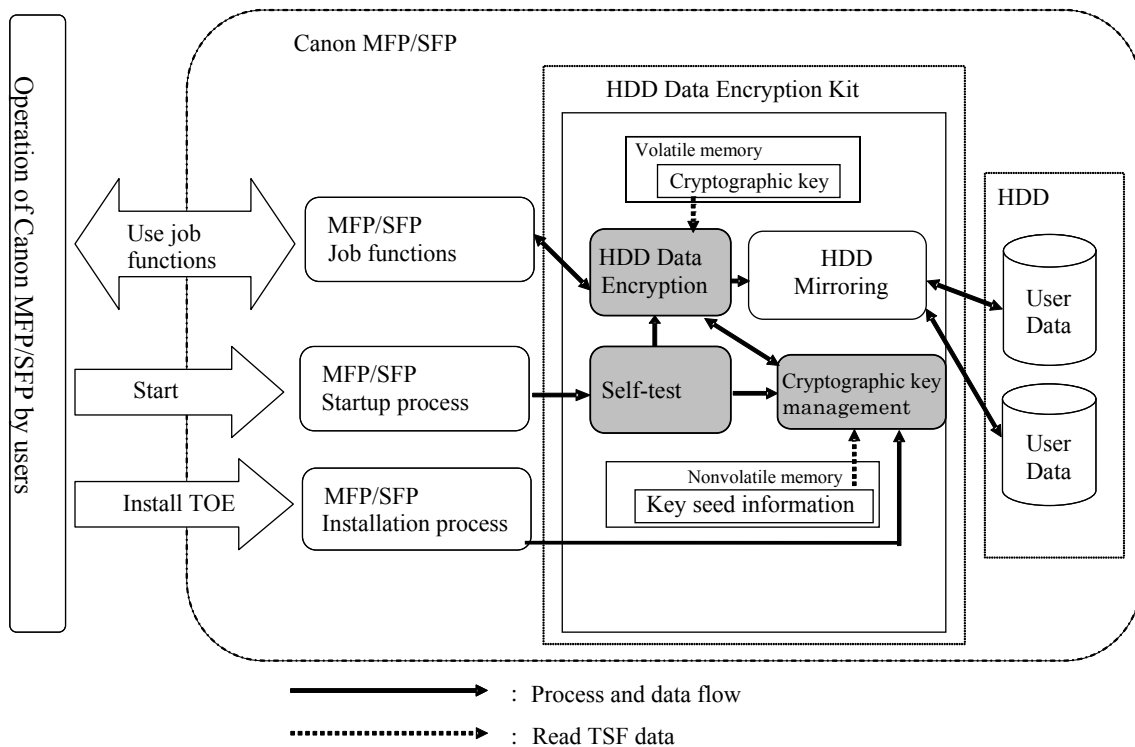 Operation of Canon MFP/SFP by users
Canon MFP/SFP
HDD Data Encryption Kit
Volatile memory
Cryptographic key
HDD
Use job
functions
MFP/SFP
Job functions
HDD Data
Encryption
HDD
Mirroring
User
Data
Start
MFP/SFP
Startup process
Self-test
Cryptographic key
management
User
Data
Install TOE
MFP/SFP
Installation process
Nonvolatile memory
Key seed information
: Process and data flow
: Read TSF data